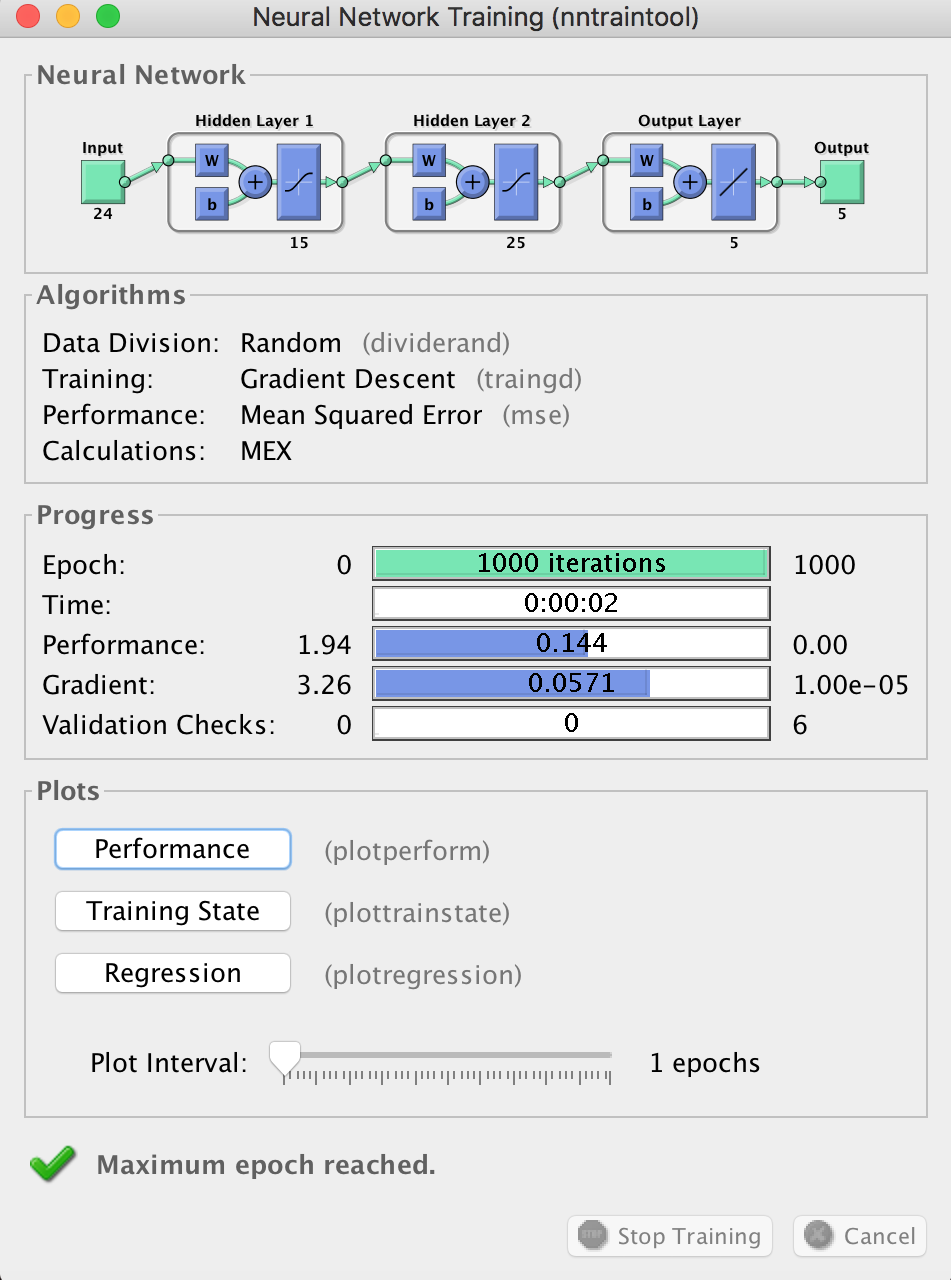 Neural Network Training (nntraintool)
Neural Network
Hidden Layer 1 Hidden Layer 2 Output Layer
Input Output
W W W
+ + +
b b b
24 5
15 25 5
Algorithms
Data Division: Random (dividerand)
Training: Gradient Descent (traingd)
Performance: Mean Squared Error (mse)
Calculations: MEX
Progress
Epoch: 0 1000 iterations 1000
Time: 0:00:02
Performance: 1.94 0.144 0.00
Gradient: 3.26 0.0571 1.00e-05
Validation Checks: 0 0 6
Plots
Performance (plotperform)
Training State (plottrainstate)
Regression (plotregression)
Plot Interval: 1 epochs
Maximum epoch reached.
STOP Stop Training Cancel